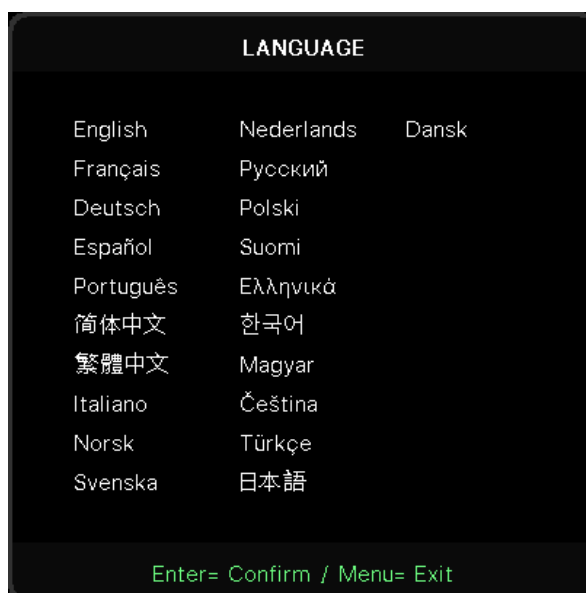 LANGUAGE
English Nederlands Dansk
Français Русский
Deutsch Polski
Español Suomi
Português Ελληνικά
简体中文 한국어
繁體中文 Magyar
Italiano Čeština
Norsk Türkçe
Svenska 日本語
Enter= Confirm / Menu= Exit